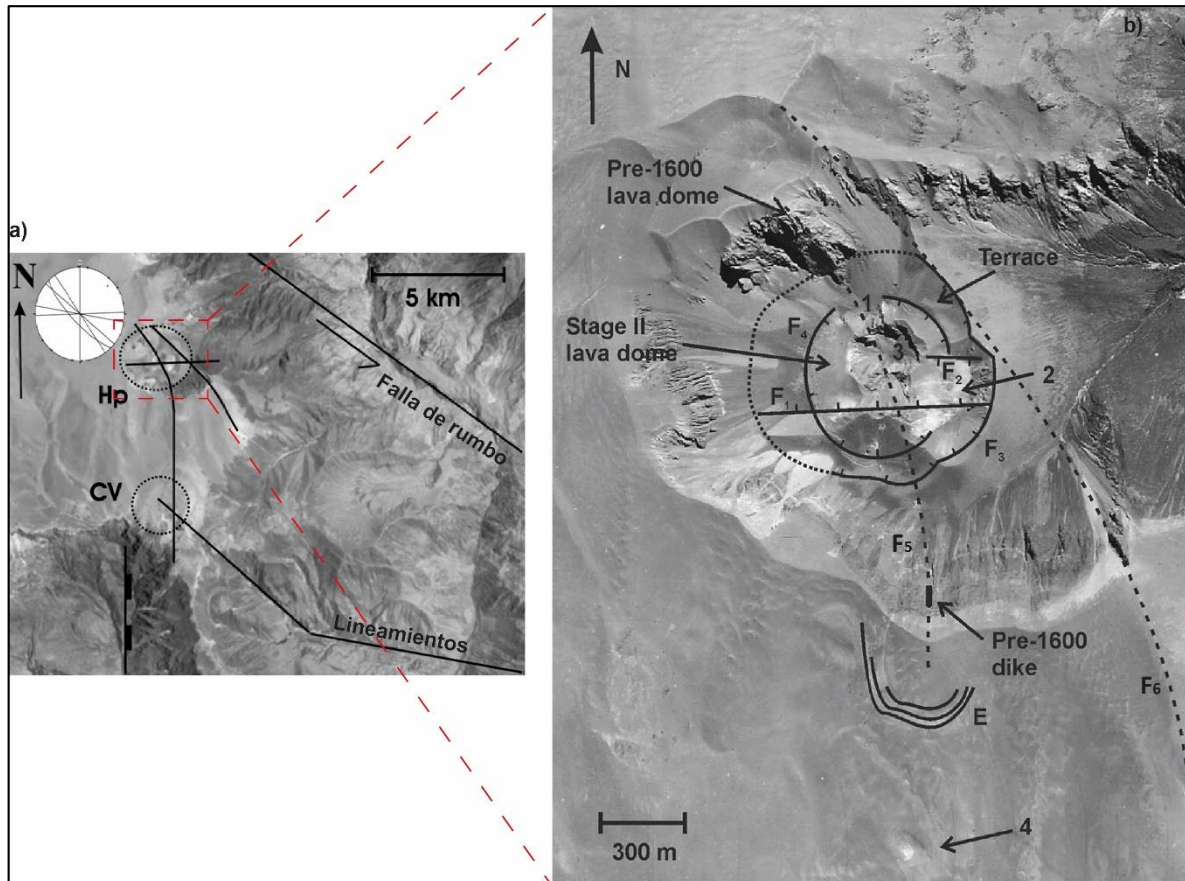 a)
N
5 km
Falla de rumbo
Hp
CV
Lineamientos
b)
N
Pre-1600
lava dome
Terrace
1
F4
Stage II
lava dome
3
F2
2
F1
F3
F5
Pre-1600
dike
E
F6
4
300 m